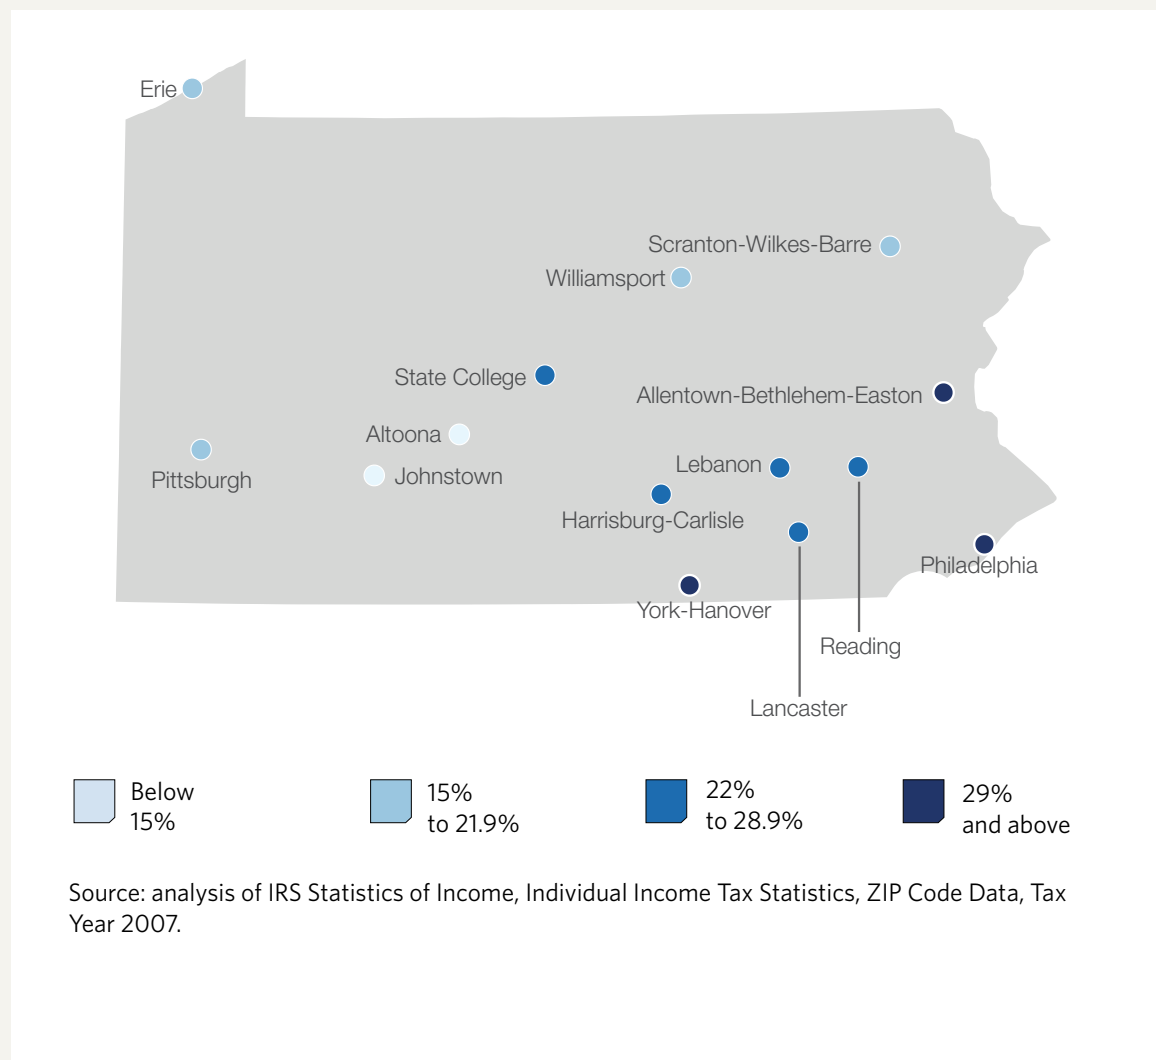 Erie
Scranton-Wilkes-Barre
Williamsport
State College
Allentown-Bethlehem-Easton
Altoona
Lebanon
Pittsburgh
Johnstown
Harrisburg-Carlisle
Philadelphia
York-Hanover
Reading
Lancaster
Below
15%
15%
to 21.9%
22%
to 28.9%
29%
and above
Source: analysis of IRS Statistics of Income, Individual Income Tax Statistics, ZIP Code Data, Tax
Year 2007.